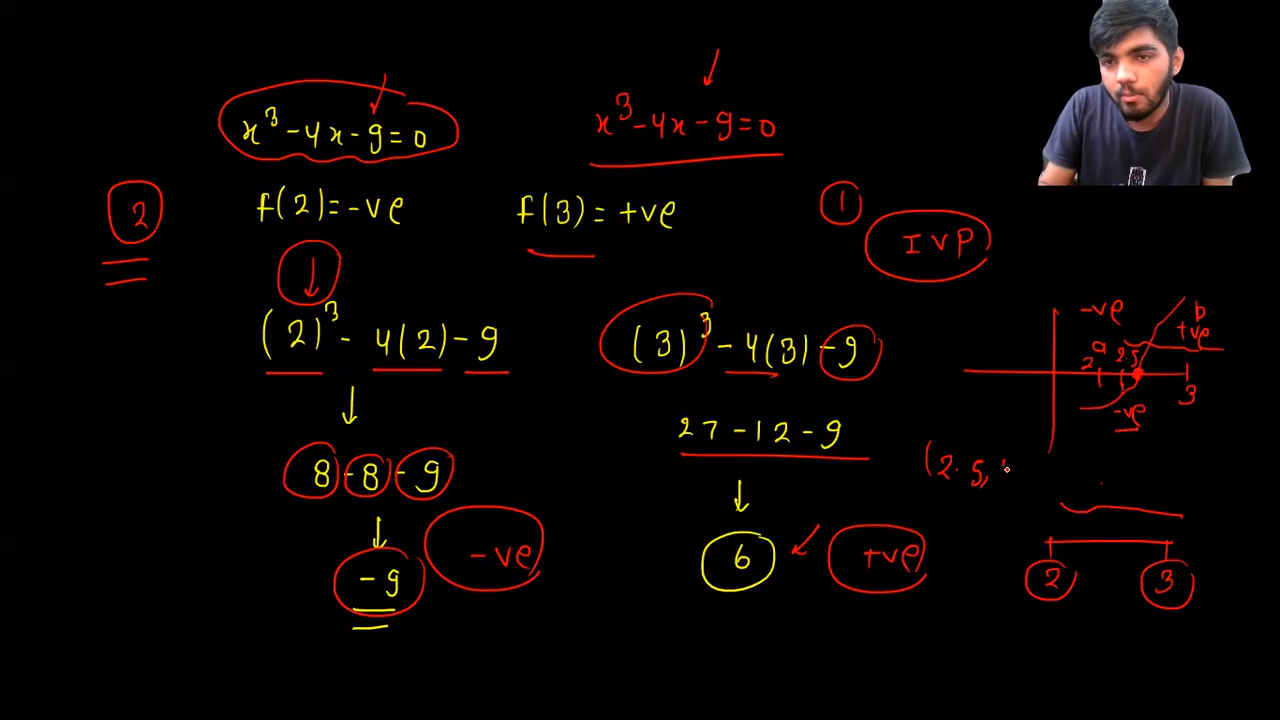 x³-4x-9=0
x³-4x-9=0
2
f(2)=-ve
f(3)=+ve
1
IVP
(2)³-4(2)-9
(3)³-4(3)-9
-ve
b
+ve
a
2
2.5
3
-ve
8-8-9
27-12-9
(2.5,
-9
-ve
6
+ve
2
3